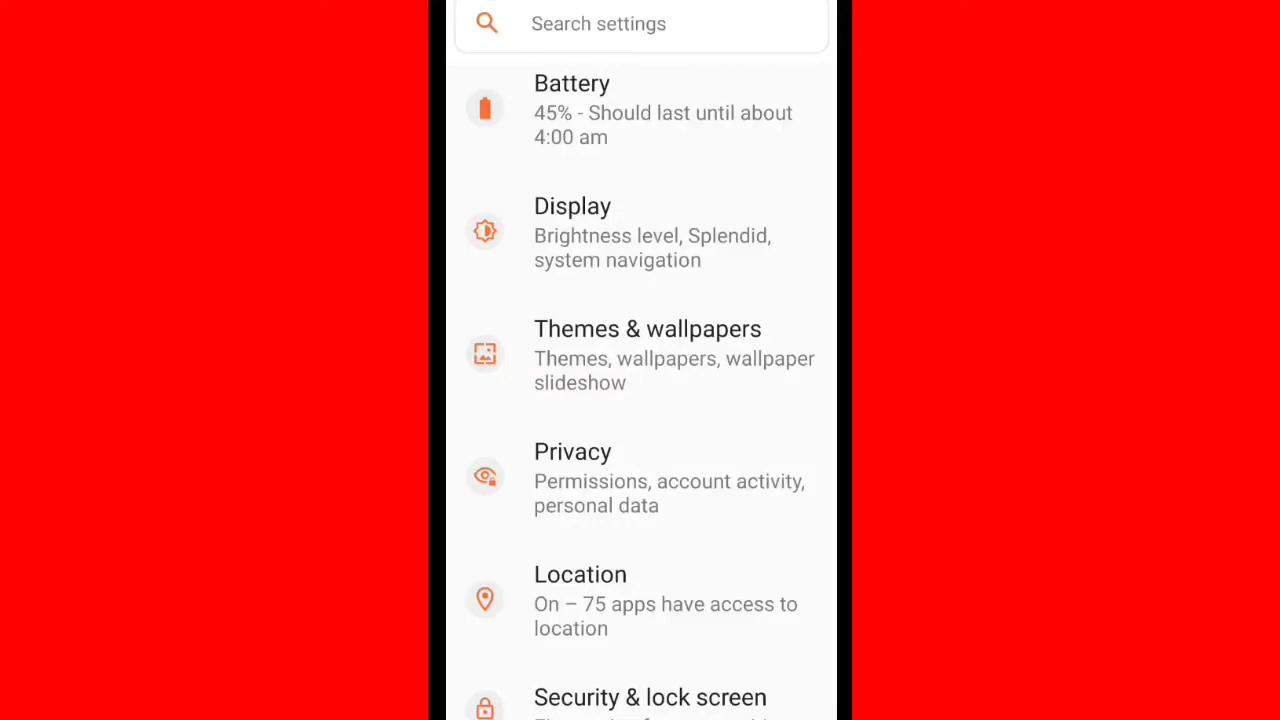 Search settings
Battery
45% - Should last until about
4:00 am
Display
Brightness level, Splendid,
system navigation
Themes & wallpapers
Themes, wallpapers, wallpaper
slideshow
Privacy
Permissions, account activity,
personal data
Location
On – 75 apps have access to
location
Security & lock screen